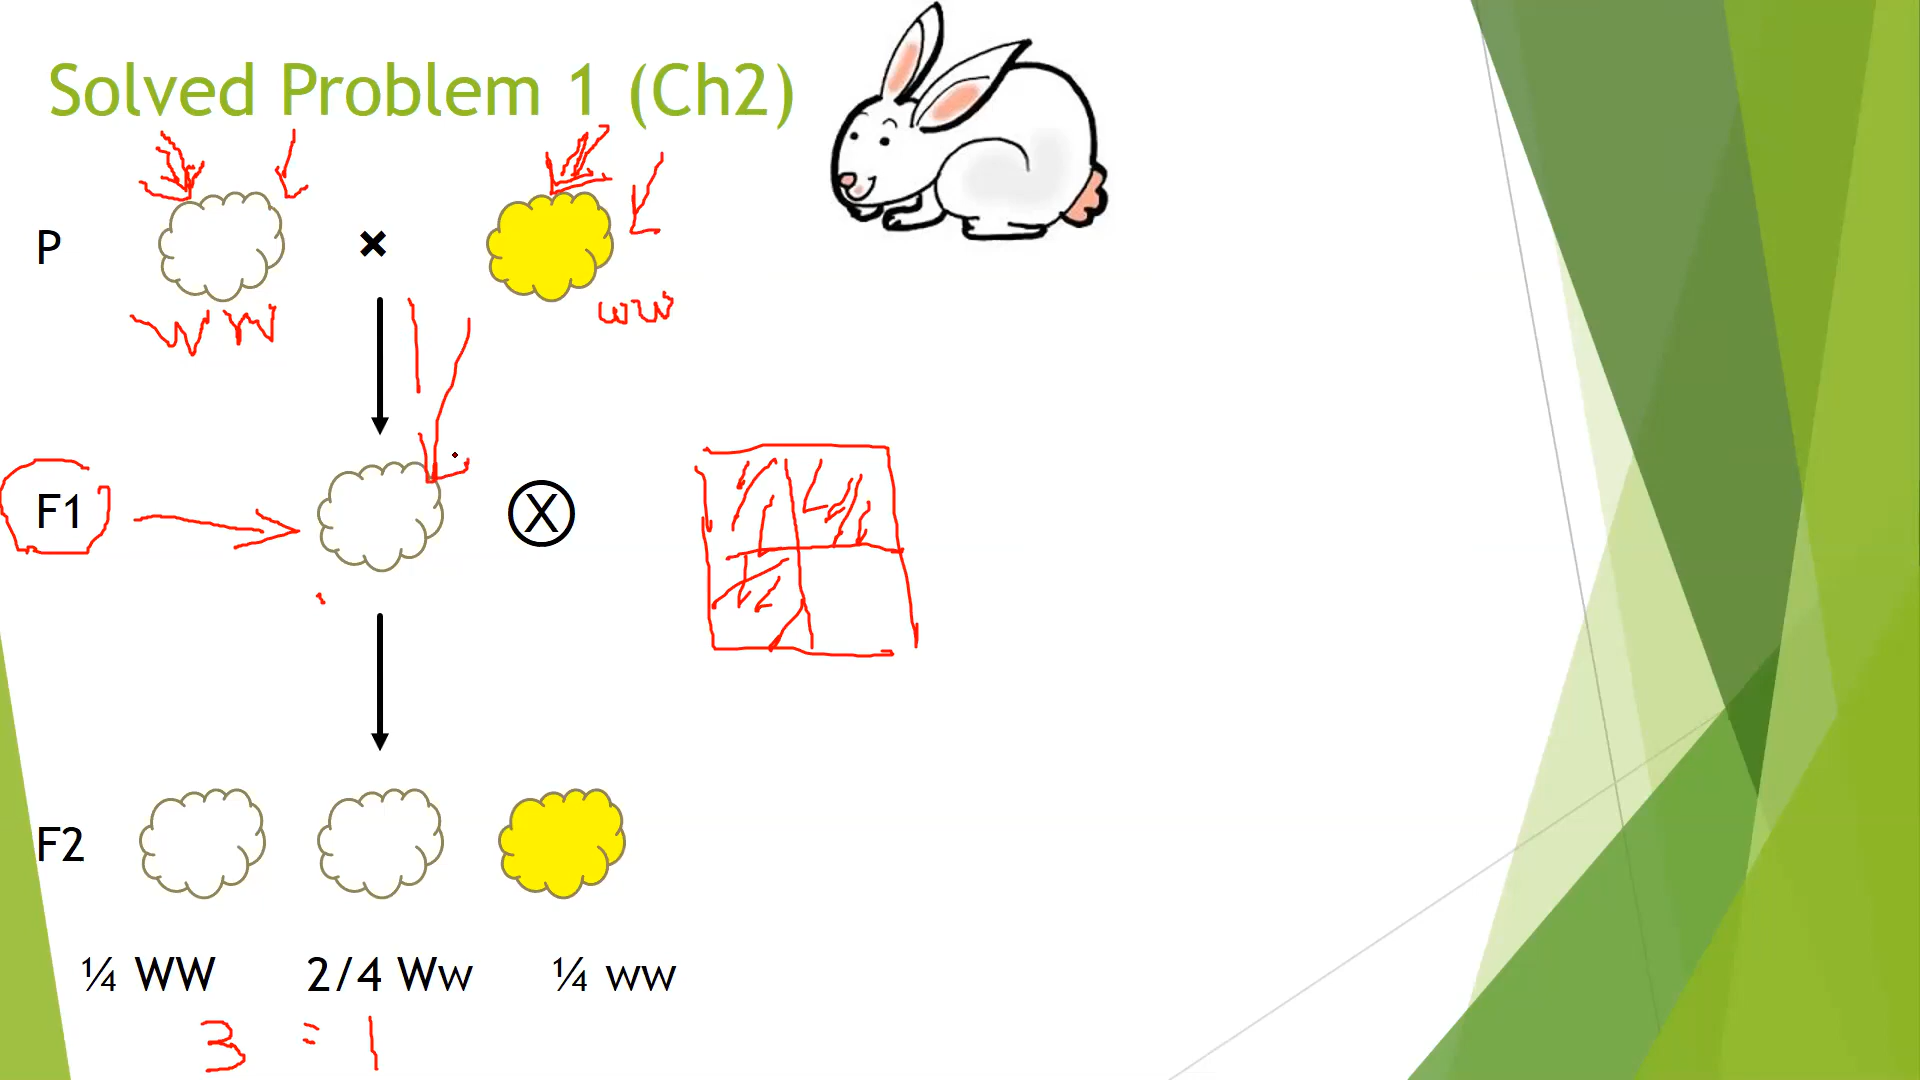 Solved Problem 1 (Ch2)
P × 
WW ww
F1 X
F2
¼ WW 2/4 Ww ¼ ww
3 : 1